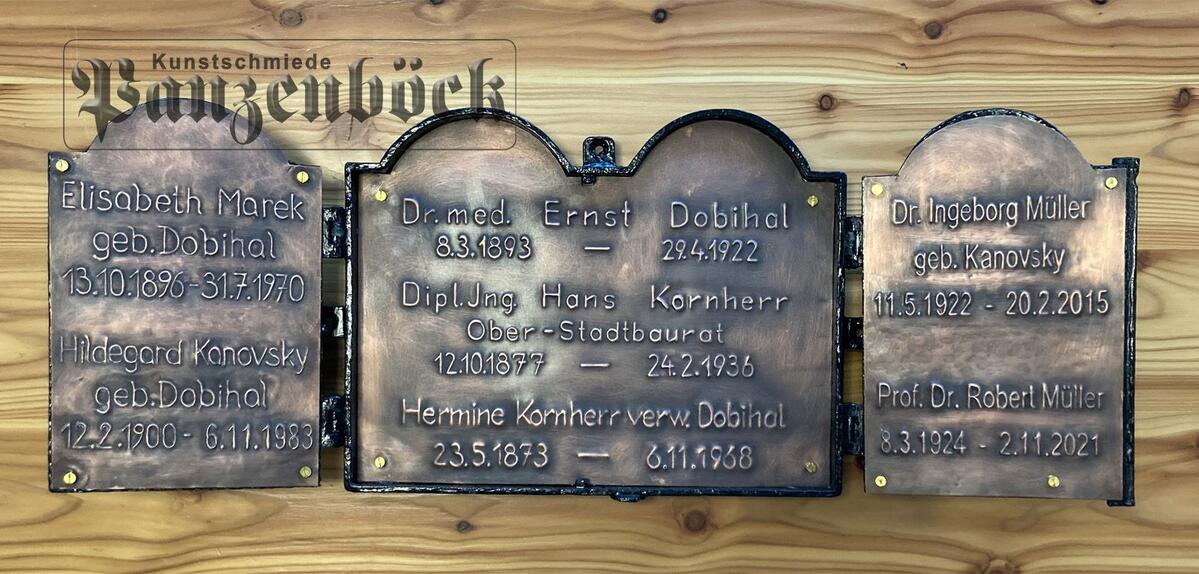 Kunstschmiede
Panzenböck
Elisabeth Marek
geb.Dobihal
13.10.1896-31.7.1970
Hildegard Kanovsky
geb.Dobihal
12.2.1900- 6.11.1983
Dr. med. Ernst Dobihal
8.3.1893 — 29.4.1922
Dipl.Jng. Hans Kornherr
Ober-Stadtbaurat
12.10.1877 — 24.2.1936
Hermine Kornherr verw. Dobihal
23.5.1873 — 6.11.1968
Dr. Ingeborg Müller
geb. Kanovsky
11.5.1922 - 20.2.2015
Prof. Dr. Robert Müller
8.3.1924 - 2.11.2021